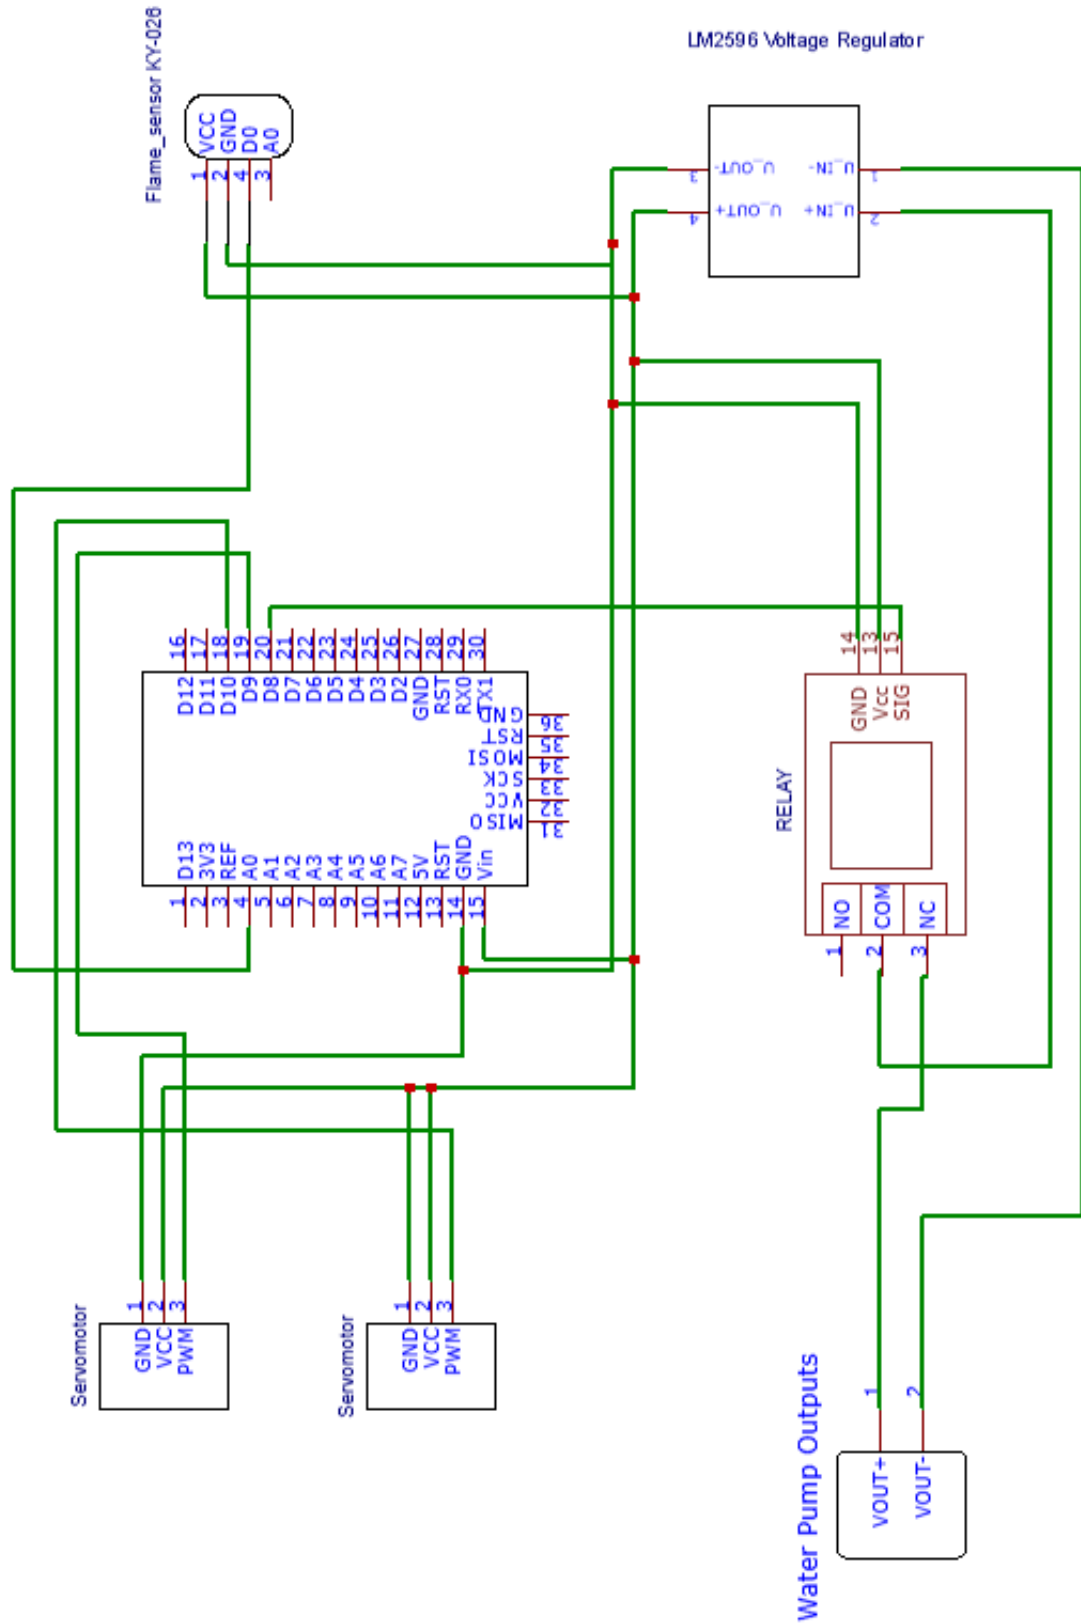 Flame_sensor KY-026
VCC
GND
D0
A0
1
2
4
3
LM2596 Voltage Regulator
U_OUT-
U_OUT+
U_IN-
U_IN+
3
4
1
2
16
17
18
19
20
21
22
23
24
25
26
27
28
29
30
D12
D11
D10
D9
D8
D7
D6
D5
D4
D3
D2
GND
RST
RX0
TX1
GND
RST
MOSI
SCK
VCC
MISO
36
35
34
33
32
31
D13
3V3
REF
A0
A1
A2
A3
A4
A5
A6
A7
5V
RST
GND
Vin
1
2
3
4
5
6
7
8
9
10
11
12
13
14
15
RELAY
14
13
15
GND
Vcc
SIG
NO
COM
NC
1
2
3
Servomotor
1
2
3
GND
VCC
PWM
Servomotor
1
2
3
GND
VCC
PWM
Water Pump Outputs
1
2
VOUT+
VOUT-